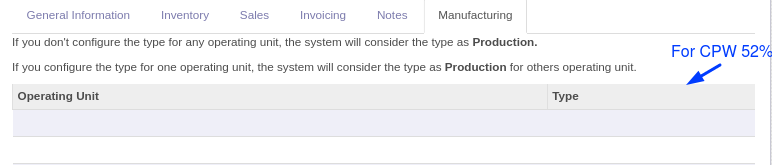 General Information Inventory Sales Invoicing Notes Manufacturing
If you don't configure the type for any operating unit, the system will consider the type as Production.
For CPW 52%
If you configure the type for one operating unit, the system will consider the type as Production for others operating unit.
Operating Unit Type